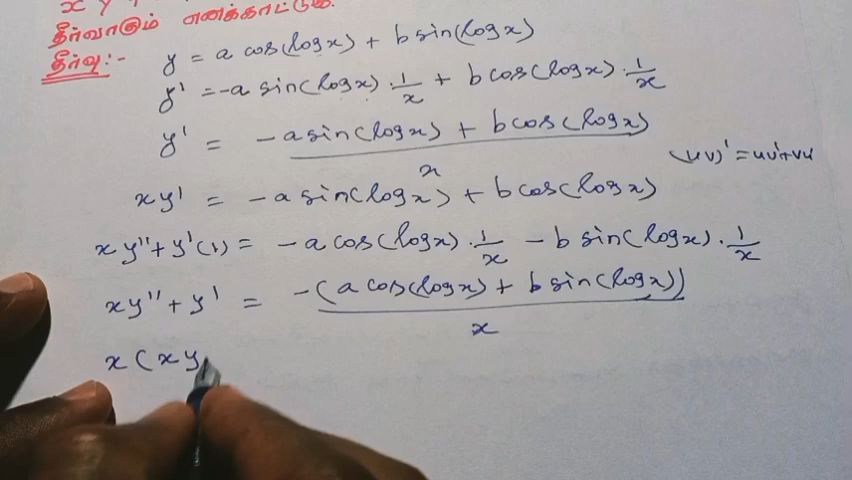 தீர்வாகும் எனக்காட்டுக.
தீர்வு:- y = a cos(log x) + b sin(log x)
y' = -a sin(log x) · 1/x + b cos(log x) · 1/x
y' = (-a sin(log x) + b cos(log x))/x
(uv)' = uv'+vu'
xy' = -a sin(log x) + b cos(log x)
xy''+y'(1) = -a cos(log x) · 1/x - b sin(log x) · 1/x
xy''+y' = -(a cos(log x) + b sin(log x))/x
x(xy